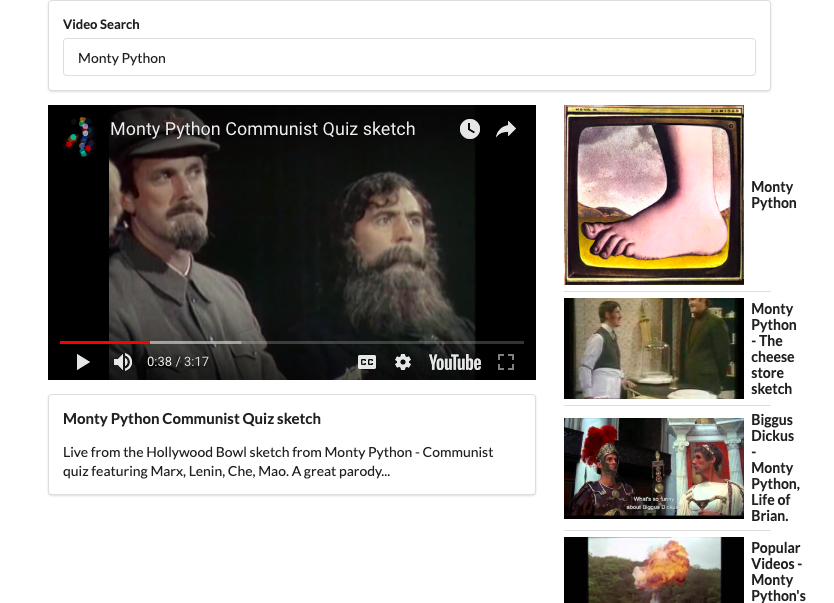 Video Search
Monty Python
Monty Python Communist Quiz sketch
0:38 / 3:17
CC
YouTube
Monty Python Communist Quiz sketch
Live from the Hollywood Bowl sketch from Monty Python - Communist
quiz featuring Marx, Lenin, Che, Mao. A great parody...
Monty
Python
Monty
Python
- The
cheese
store
sketch
What's so funny
about Biggus Dickus
Biggus
Dickus
-
Monty
Python,
Life of
Brian.
Popular
Videos -
Monty
Python's